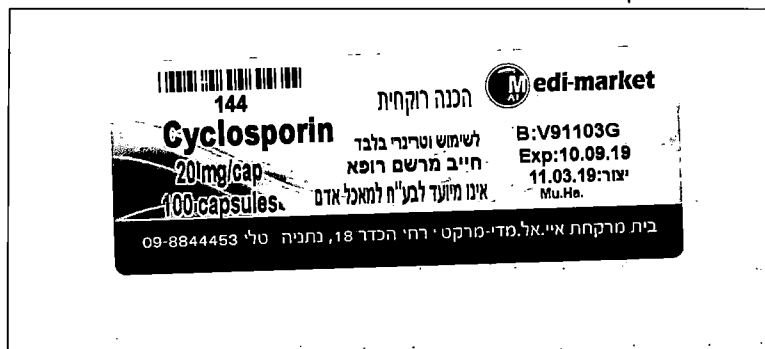 144
Cyclosporin
20mg/cap
100 capsules
הכנה רוקחית
לשימוש וטרינרי בלבד
חייב מרשם רופא
אינו מיועד לבע"ח למאכל אדם
Medi-market
B:V91103G
Exp:10.09.19
יצור:11.03.19
Mu.Ha.
בית מרקחת איי.אל.מדי-מרקט רח' הכדר 18, נתניה טל' 09-8844453